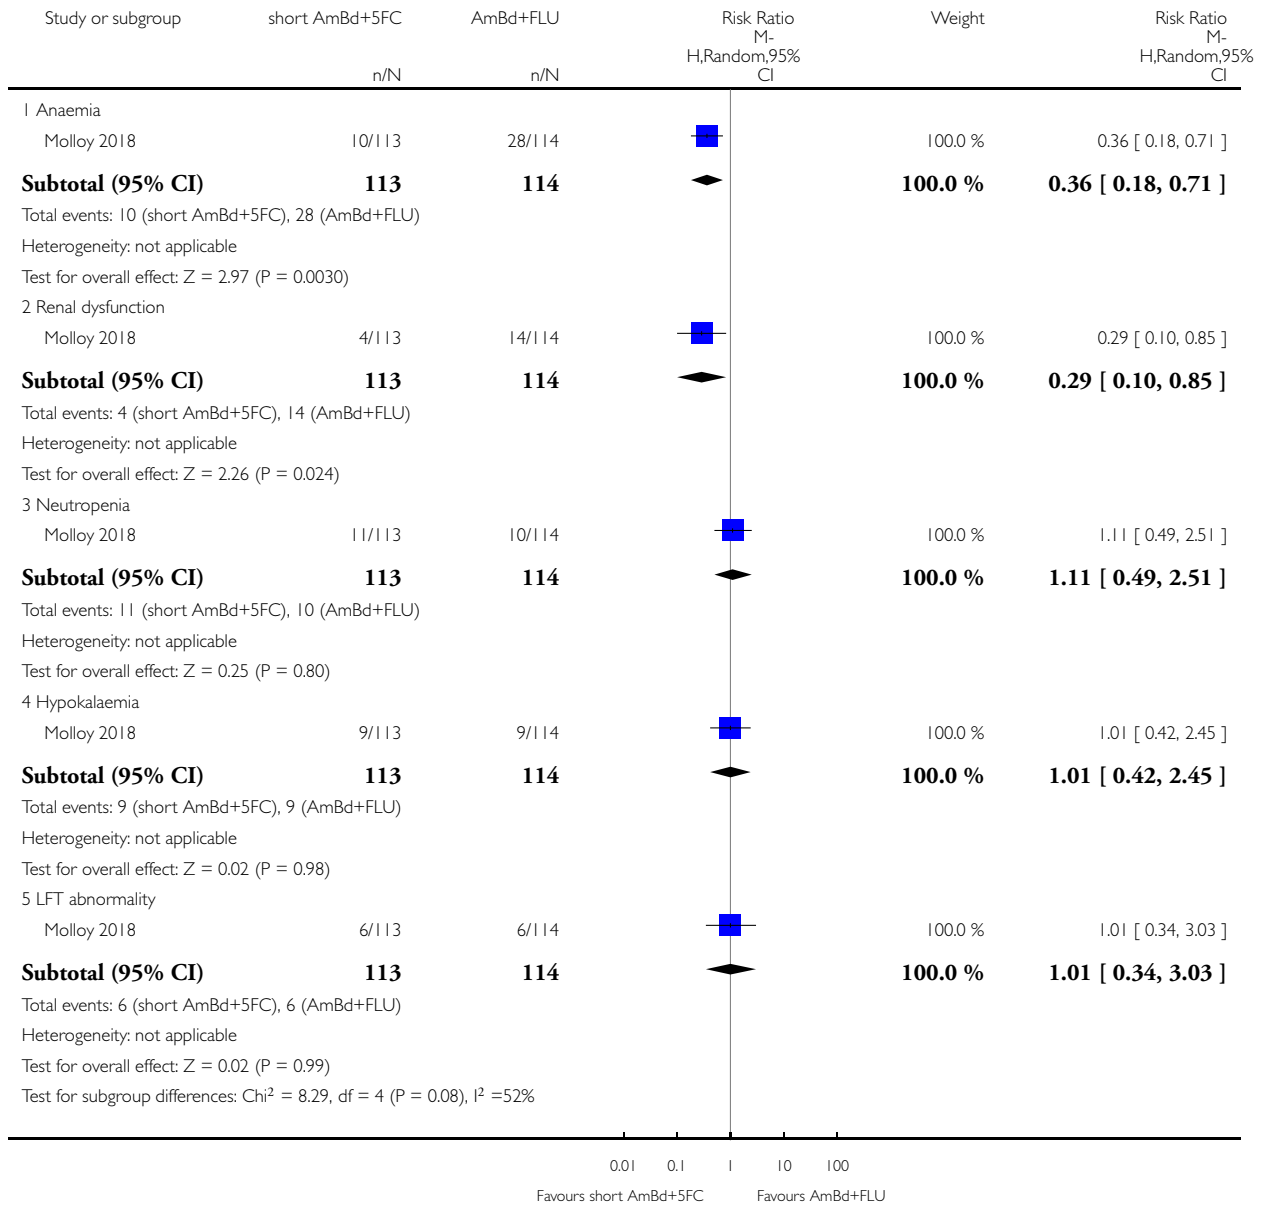 Study or subgroup short AmBd+5FC AmBd+FLU Risk Ratio Weight Risk Ratio
M- M-
H,Random,95% H,Random,95%
n/N n/N CI CI
1 Anaemia
Molloy 2018 10/113 28/114 100.0 % 0.36 [ 0.18, 0.71 ]
Subtotal (95% CI) 113 114 100.0 % 0.36 [ 0.18, 0.71 ]
Total events: 10 (short AmBd+5FC), 28 (AmBd+FLU)
Heterogeneity: not applicable
Test for overall effect: Z = 2.97 (P = 0.0030)
2 Renal dysfunction
Molloy 2018 4/113 14/114 100.0 % 0.29 [ 0.10, 0.85 ]
Subtotal (95% CI) 113 114 100.0 % 0.29 [ 0.10, 0.85 ]
Total events: 4 (short AmBd+5FC), 14 (AmBd+FLU)
Heterogeneity: not applicable
Test for overall effect: Z = 2.26 (P = 0.024)
3 Neutropenia
Molloy 2018 11/113 10/114 100.0 % 1.11 [ 0.49, 2.51 ]
Subtotal (95% CI) 113 114 100.0 % 1.11 [ 0.49, 2.51 ]
Total events: 11 (short AmBd+5FC), 10 (AmBd+FLU)
Heterogeneity: not applicable
Test for overall effect: Z = 0.25 (P = 0.80)
4 Hypokalaemia
Molloy 2018 9/113 9/114 100.0 % 1.01 [ 0.42, 2.45 ]
Subtotal (95% CI) 113 114 100.0 % 1.01 [ 0.42, 2.45 ]
Total events: 9 (short AmBd+5FC), 9 (AmBd+FLU)
Heterogeneity: not applicable
Test for overall effect: Z = 0.02 (P = 0.98)
5 LFT abnormality
Molloy 2018 6/113 6/114 100.0 % 1.01 [ 0.34, 3.03 ]
Subtotal (95% CI) 113 114 100.0 % 1.01 [ 0.34, 3.03 ]
Total events: 6 (short AmBd+5FC), 6 (AmBd+FLU)
Heterogeneity: not applicable
Test for overall effect: Z = 0.02 (P = 0.99)
Test for subgroup differences: Chi² = 8.29, df = 4 (P = 0.08), I² =52%
0.01 0.1 1 10 100
Favours short AmBd+5FC Favours AmBd+FLU